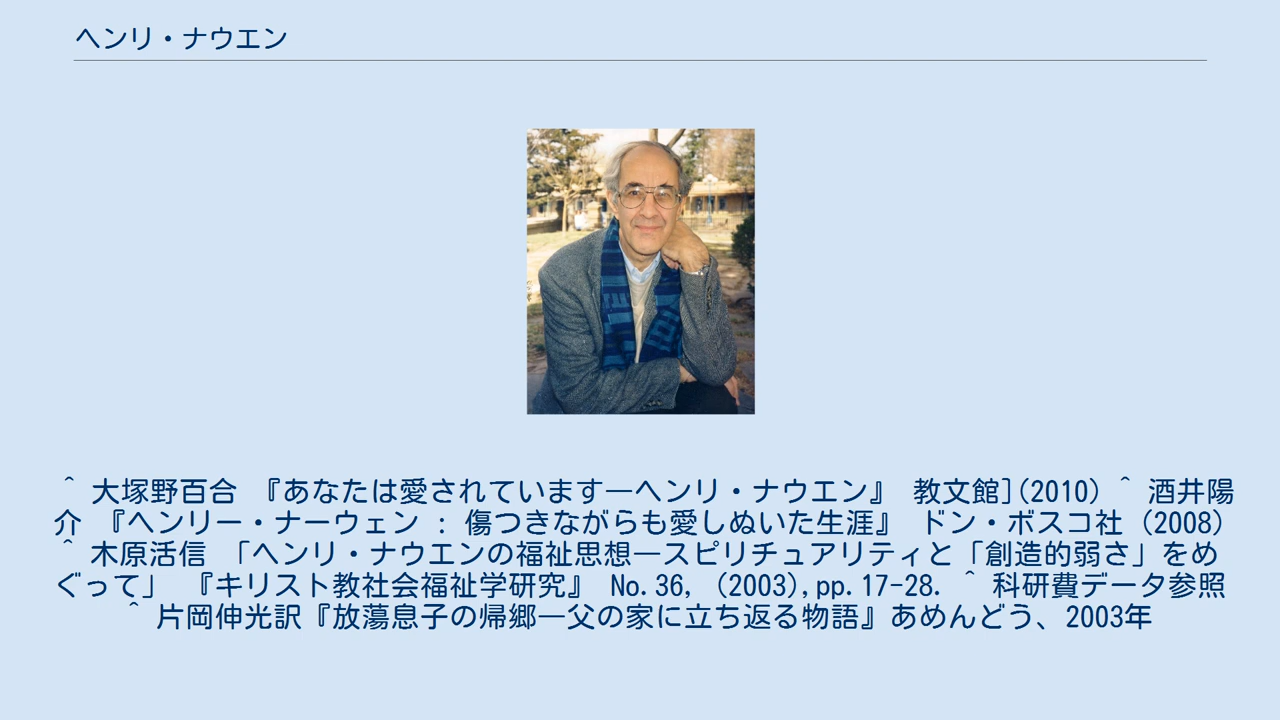 ヘンリ・ナウエン
^ 大塚野百合 『あなたは愛されています―ヘンリ・ナウエン』 教文館](2010) ^ 酒井陽
介 『ヘンリー・ナーウェン : 傷つきながらも愛しぬいた生涯』 ドン・ボスコ社 (2008)
^ 木原活信 「ヘンリ・ナウエンの福祉思想―スピリチュアリティと「創造的弱さ」をめ
ぐって」 『キリスト教社会福祉学研究』 No.36, (2003),pp.17-28. ^ 科研費データ参照
^ 片岡伸光訳『放蕩息子の帰郷―父の家に立ち返る物語』あめんどう、2003年